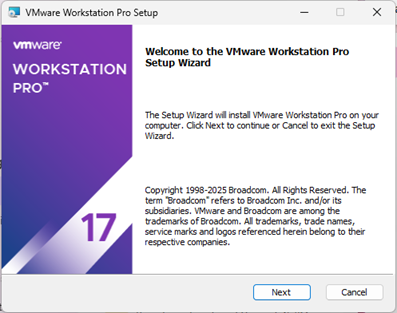 VMware Workstation Pro Setup
vmware
WORKSTATION
PRO™
17
Welcome to the VMware Workstation Pro
Setup Wizard
The Setup Wizard will install VMware Workstation Pro on your
computer. Click Next to continue or Cancel to exit the Setup
Wizard.
Copyright 1998-2025 Broadcom. All Rights Reserved. The
term "Broadcom" refers to Broadcom Inc. and/or its
subsidiaries. VMware and Broadcom are among the
trademarks of Broadcom. All trademarks, trade names,
service marks and logos referenced herein belong to their
respective companies.
Next
Cancel